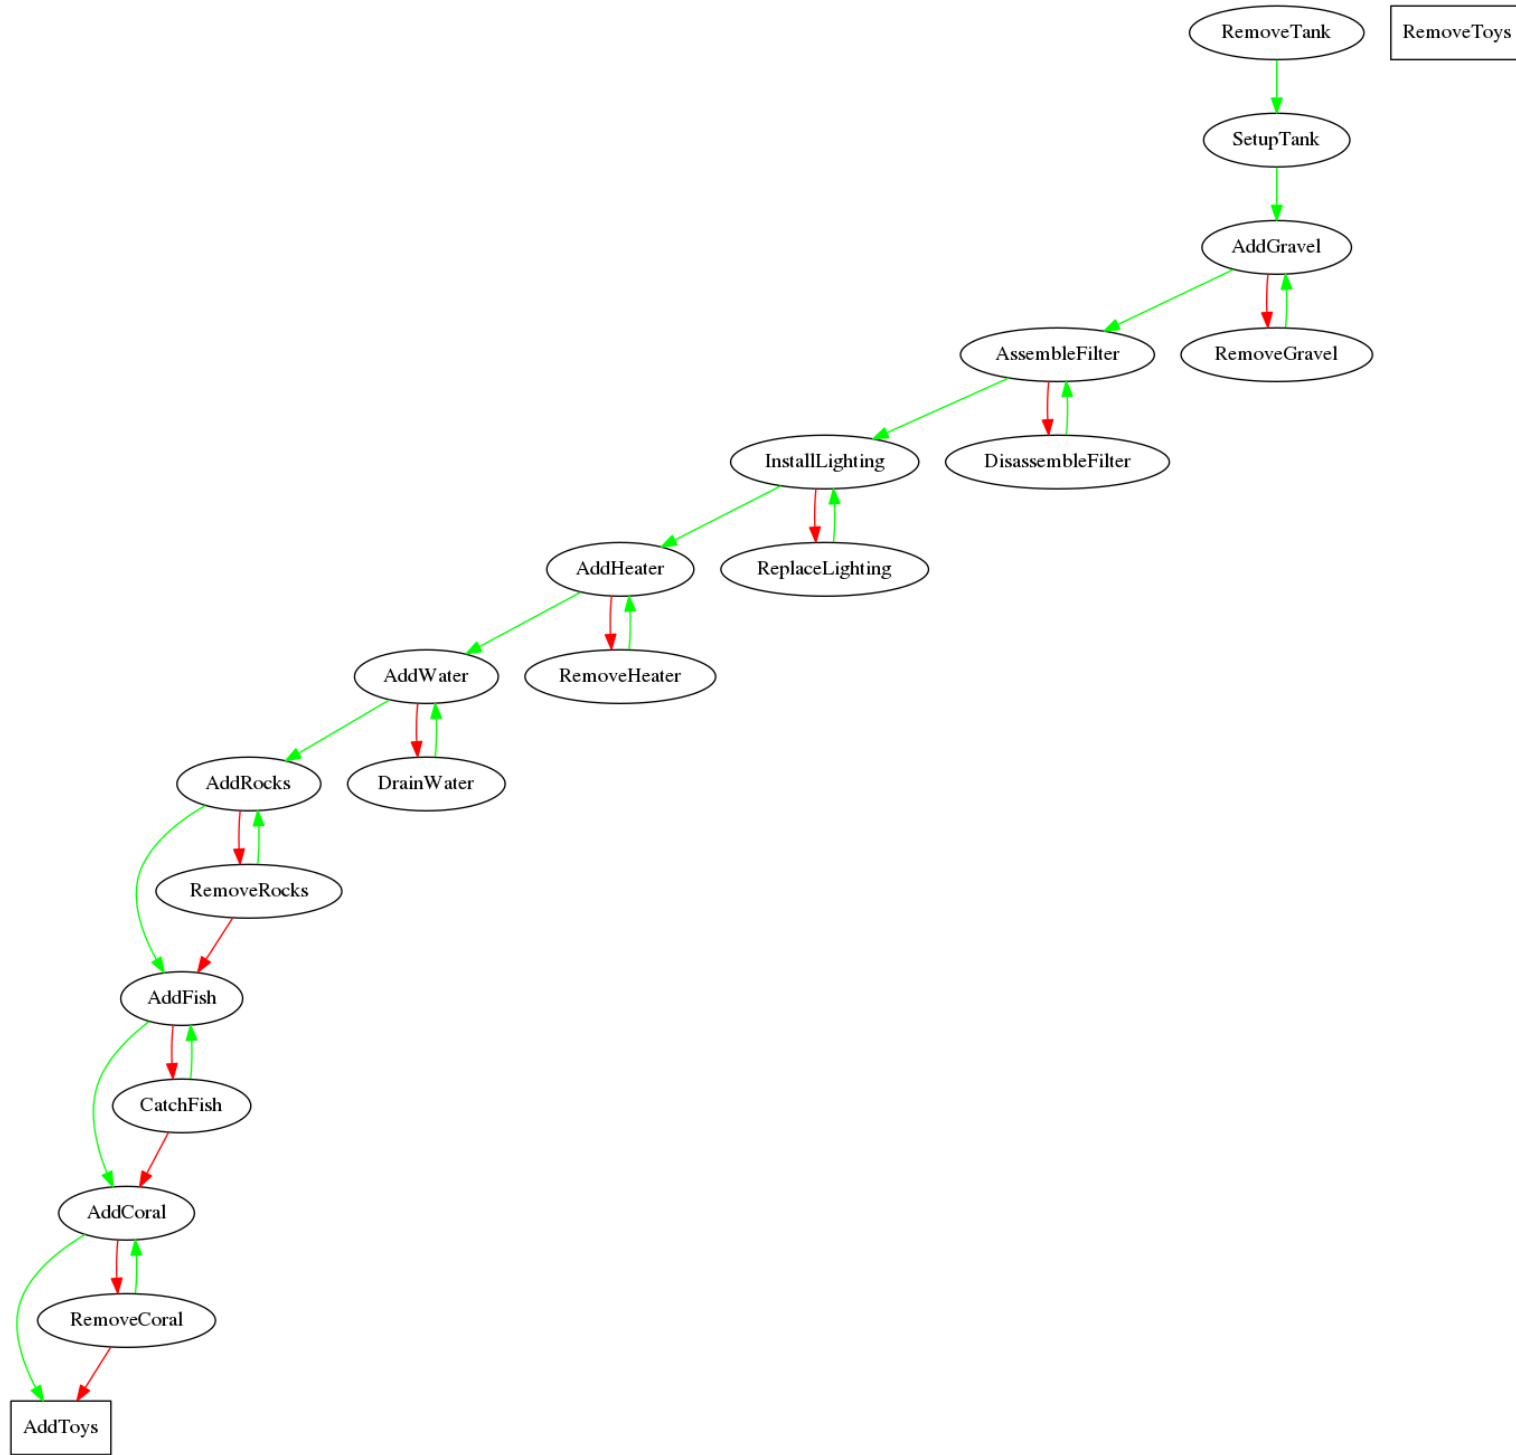 RemoveTank
RemoveToys
SetupTank
AddGravel
AssembleFilter
RemoveGravel
InstallLighting
DisassembleFilter
AddHeater
ReplaceLighting
AddWater
RemoveHeater
AddRocks
DrainWater
RemoveRocks
AddFish
CatchFish
AddCoral
RemoveCoral
AddToys